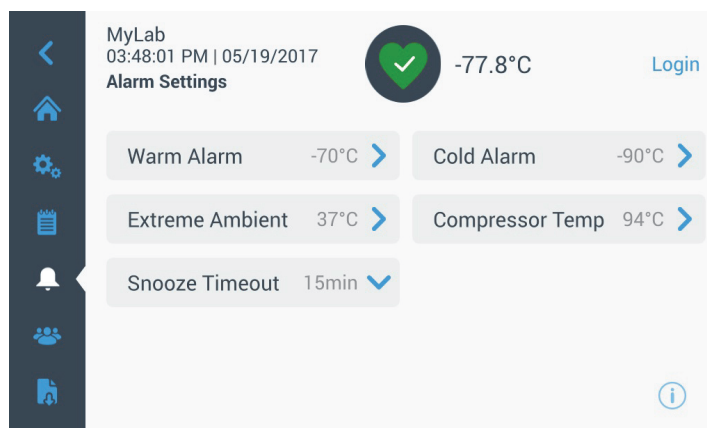 MyLab
03:48:01 PM | 05/19/2017
Alarm Settings
-77.8°C
Login
Warm Alarm -70°C
Cold Alarm -90°C
Extreme Ambient 37°C
Compressor Temp 94°C
Snooze Timeout 15min
i